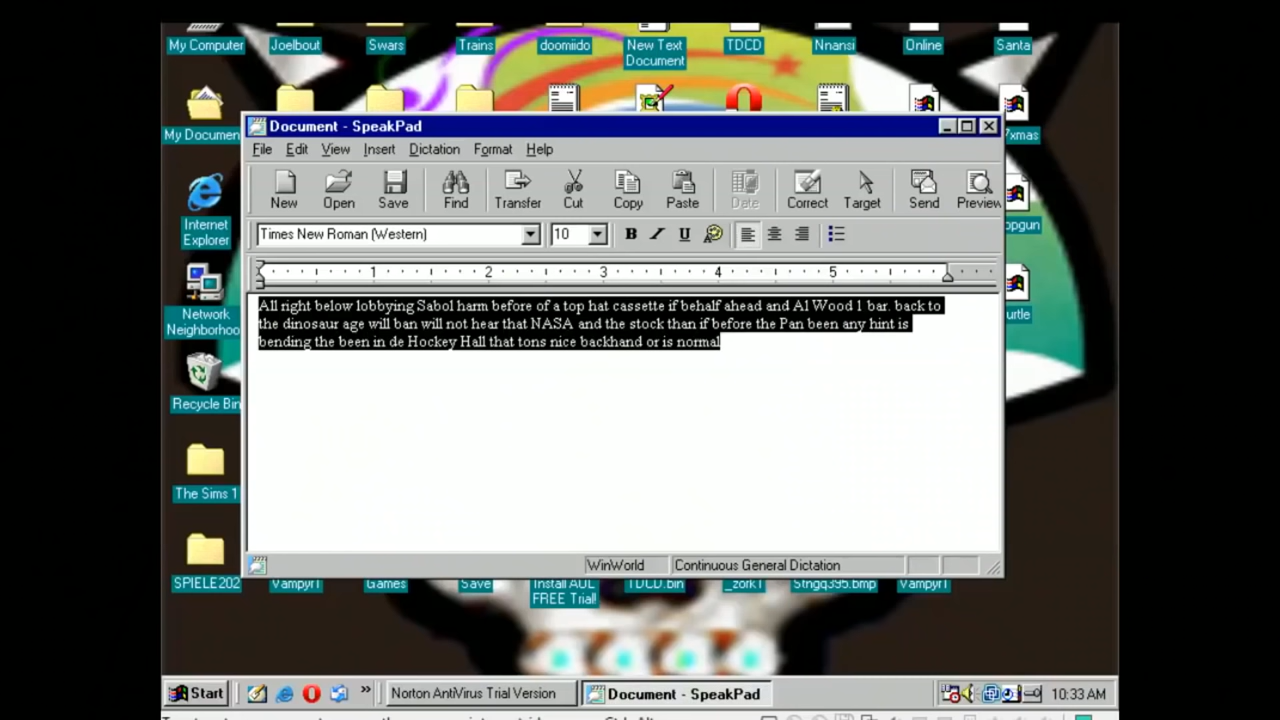 My Computer
Joelbout
Swars
Trains
doomiido
New Text
Document
TDCD
Nnansi
Online
Santa
My Documen
7xmas
Document - SpeakPad
File Edit View Insert Dictation Format Help
New Open Save Find Transfer Cut Copy Paste Date Correct Target Send Preview
Times New Roman (Western) 10 B I U
1 2 3 4 5
All right below lobbying Sabol harm before of a top hat cassette if behalf ahead and Al Wood 1 bar. back to
the dinosaur age will ban will not hear that NASA and the stock than if before the Pan been any hint is
bending the been in de Hockey Hall that tons nice backhand or is normal
Internet
Explorer
opgun
Network
Neighborhoo
urtle
Recycle Bin
The Sims 1
WinWorld Continuous General Dictation
SPIELE202
Vampyr1
Games
Save
Install AOL
FREE Trial!
TDCD.bin
_zork1
Stngq395.bmp
Vampyr1
Start
Norton AntiVirus Trial Version
Document - SpeakPad
10:33 AM